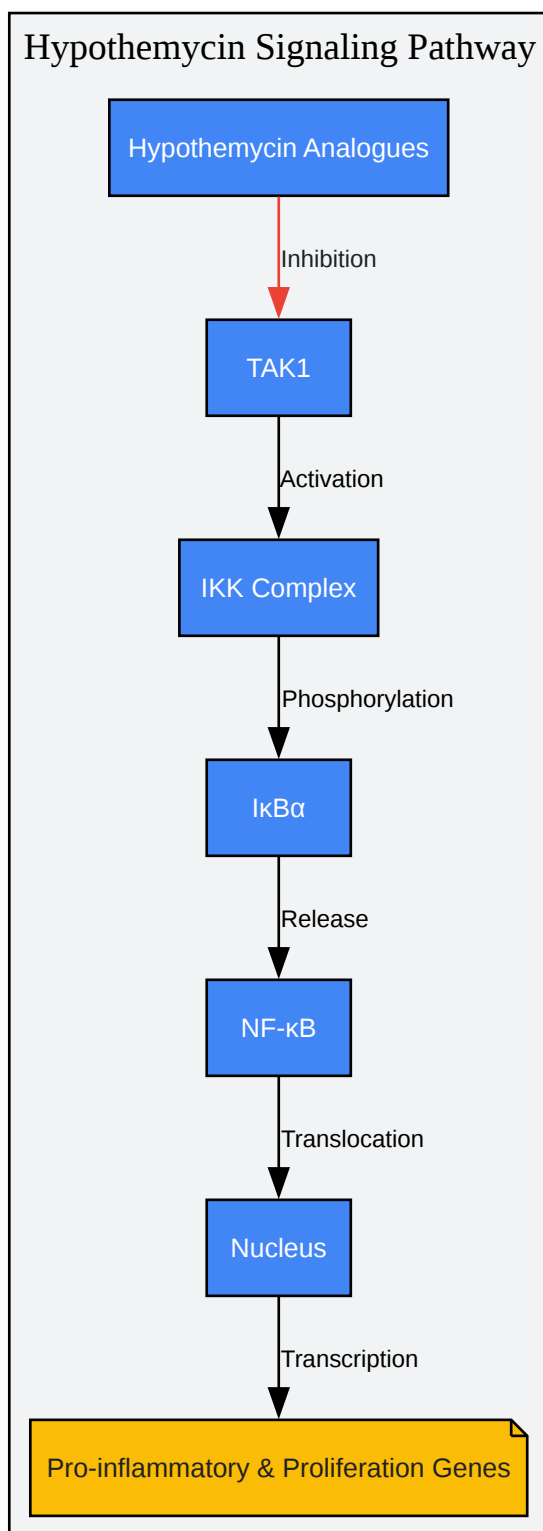 Hypothemycin Signaling Pathway
Hypothemycin Analogues
Inhibition
TAK1
Activation
IKK Complex
Phosphorylation
IκBα
Release
NF-κB
Translocation
Nucleus
Transcription
Pro-inflammatory & Proliferation Genes